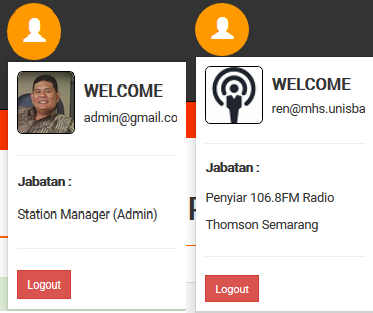 WELCOME
admin@gmail.co
Jabatan :
Station Manager (Admin)
Logout
WELCOME
ren@mhs.unisba
Jabatan :
Penyiar 106.8FM Radio
Thomson Semarang
Logout